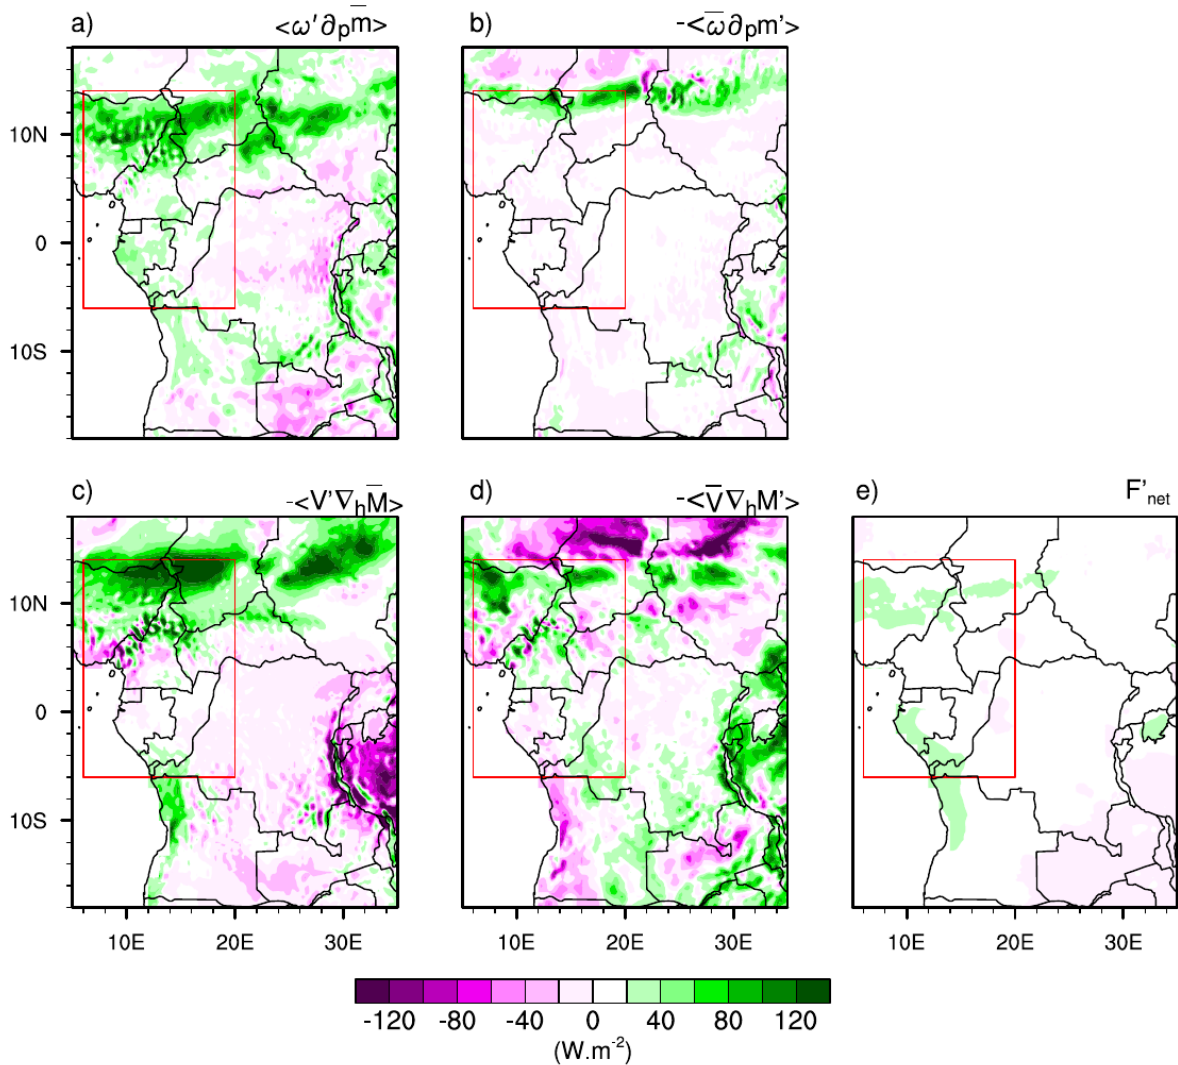 a) <ω'∂pm̅>
b) -<ω̅∂pm'>
10N
0
10S
c) -<V'∇hM̅>
d) -<V̅∇hM'>
e) F'net
10N
0
10S
10E 20E 30E
10E 20E 30E
10E 20E 30E
-120 -80 -40 0 40 80 120
(W.m-2)